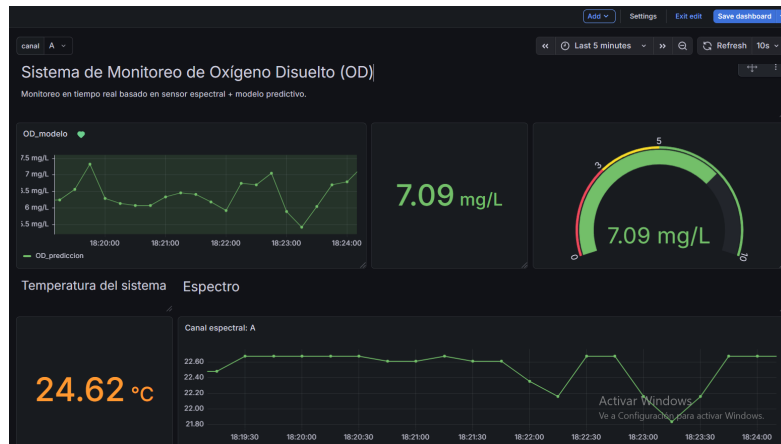 Add
Settings
Exit edit
Save dashboard
canal A
Last 5 minutes
Refresh 10s
Sistema de Monitoreo de Oxígeno Disuelto (OD)
Monitoreo en tiempo real basado en sensor espectral + modelo predictivo.
OD_modelo
7.5 mg/L
7 mg/L
6 mg/L
18:20:00 18:21:00 18:22:00 18:23:00 18:24:00
OD_prediccion
7.09 mg/L
0 3 5 10
7.09 mg/L
Temperatura del sistema
Espectro
24.62 °C
Canal espectral: A
22.60
22.40
22.20
22.00
21.80
18:19:30 18:20:00 18:20:30 18:21:00 18:21:30 18:22:00 18:22:30 18:23:00 18:23:30 18:24:00
Activar Windows
Ve a Configuración para activar Windows.